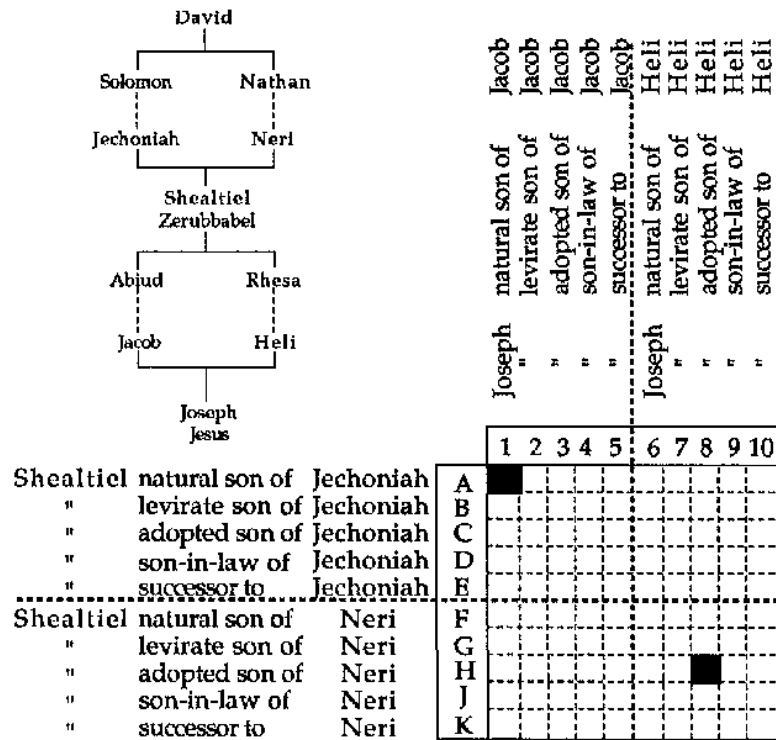 David
Solomon Nathan
Jechoniah Neri
Shealtiel
Zerubbabel
Abiud Rhesa
Jacob Heli
Joseph
Jesus
Joseph natural son of Jacob
" levirate son of Jacob
" adopted son of Jacob
" son-in-law of Jacob
" successor to Jacob
Joseph natural son of Heli
" levirate son of Heli
" adopted son of Heli
" son-in-law of Heli
" successor to Heli
1 2 3 4 5 6 7 8 9 10
Shealtiel natural son of Jechoniah A
" levirate son of Jechoniah B
" adopted son of Jechoniah C
" son-in-law of Jechoniah D
" successor to Jechoniah E
Shealtiel natural son of Neri F
" levirate son of Neri G
" adopted son of Neri H
" son-in-law of Neri J
" successor to Neri K